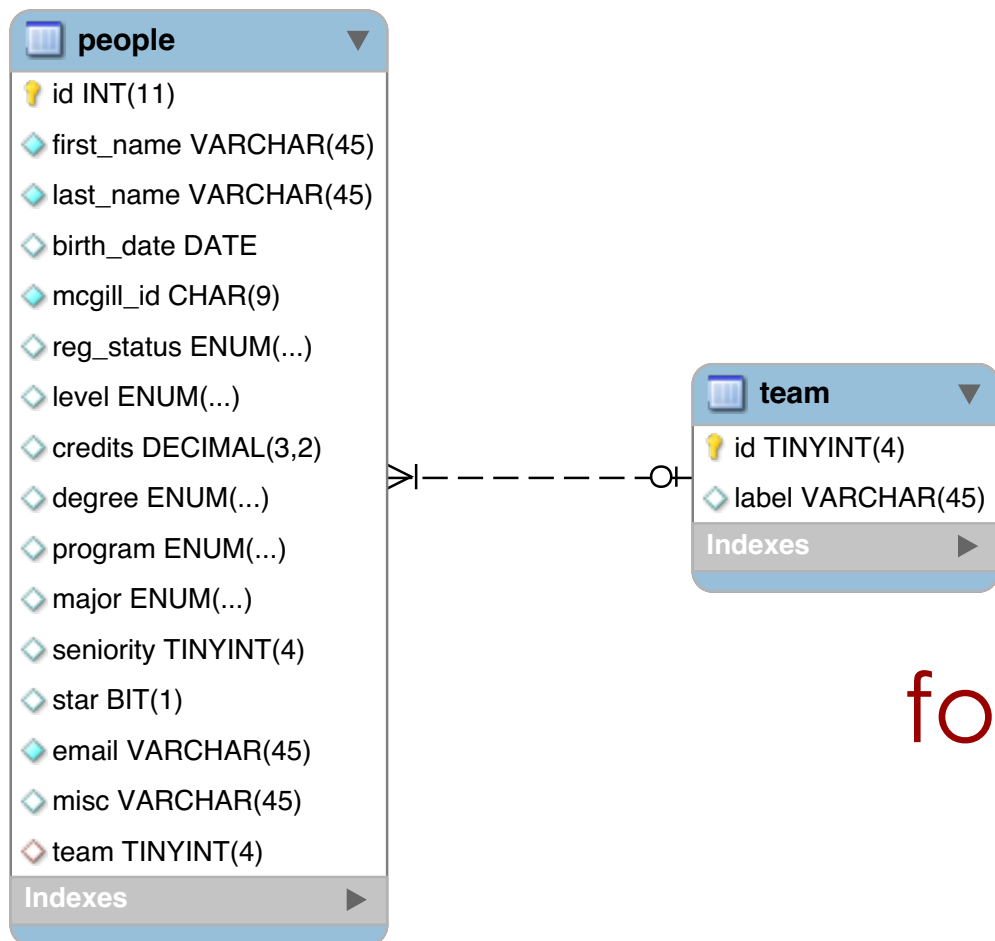 people
id INT(11)
first_name VARCHAR(45)
last_name VARCHAR(45)
birth_date DATE
mcgill_id CHAR(9)
reg_status ENUM(...)
level ENUM(...)
credits DECIMAL(3,2)
degree ENUM(...)
program ENUM(...)
major ENUM(...)
seniority TINYINT(4)
star BIT(1)
email VARCHAR(45)
misc VARCHAR(45)
team TINYINT(4)
Indexes
team
id TINYINT(4)
label VARCHAR(45)
Indexes
fo